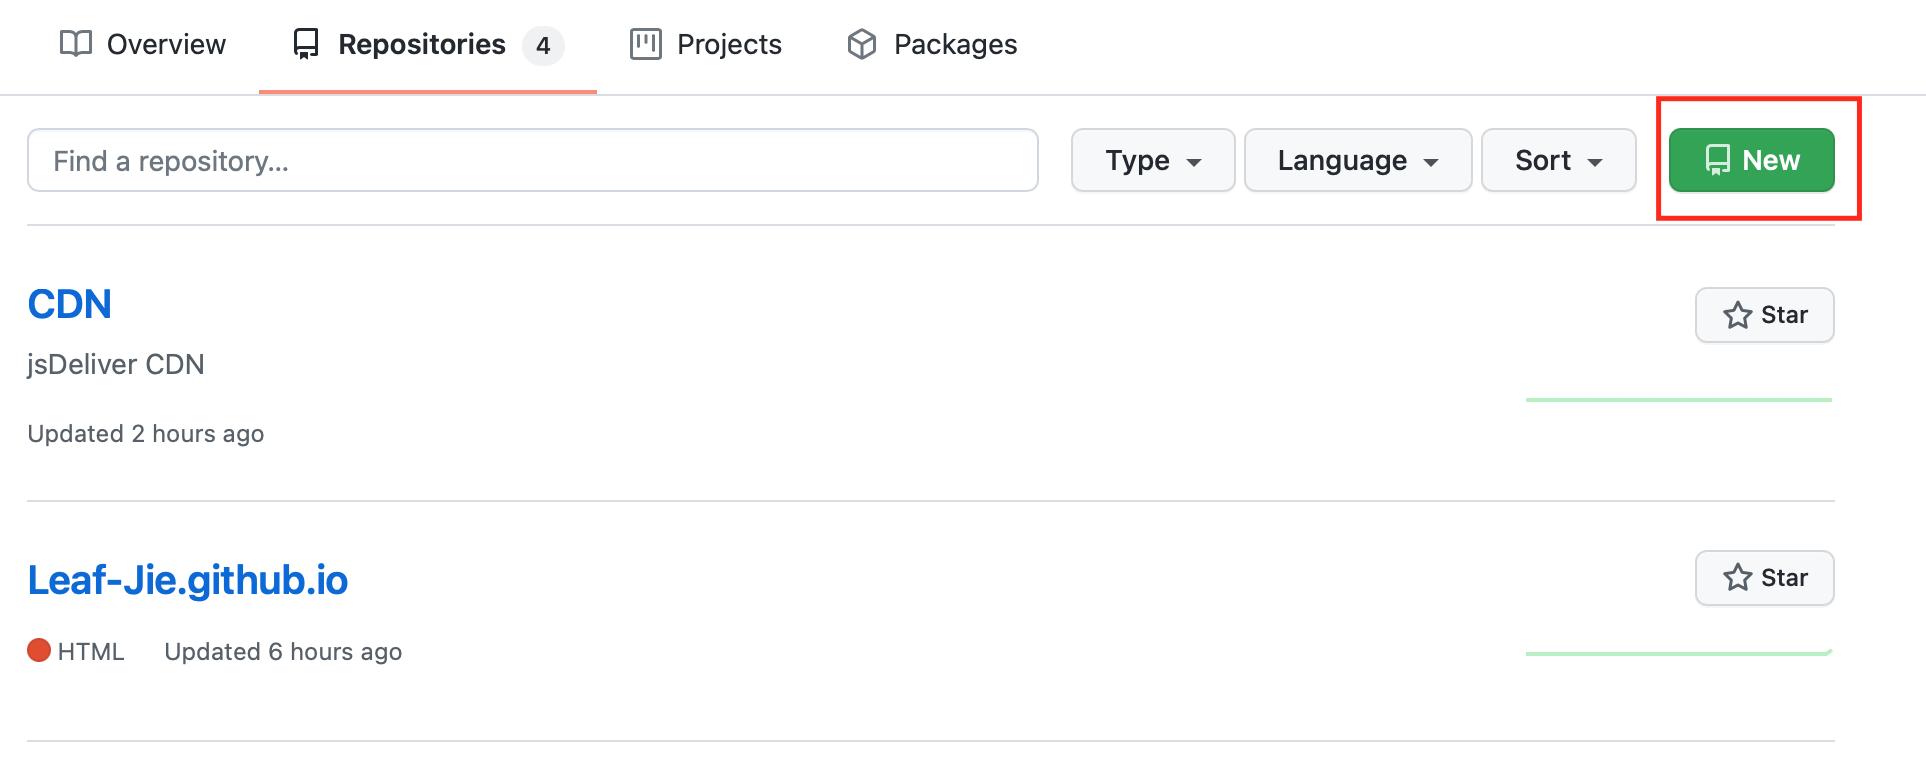 Overview Repositories 4 Projects Packages
Find a repository... Type Language Sort New
CDN Star
jsDeliver CDN
Updated 2 hours ago
Leaf-Jie.github.io Star
HTML Updated 6 hours ago